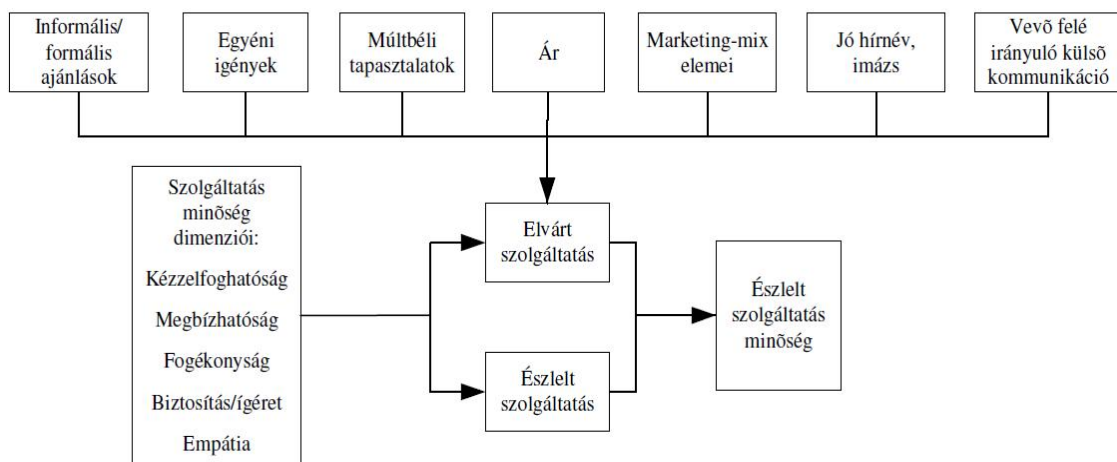 Informális/
formális
ajánlások
Egyéni
igények
Múltbéli
tapasztalatok
Ár
Marketing-mix
elemei
Jó hírnév,
imázs
Vevõ felé
irányuló külsõ
kommunikáció
Szolgáltatás
minõség
dimenziói:
Kézzelfoghatóság
Megbízhatóság
Fogékonyság
Biztosítás/ígéret
Empátia
Elvárt
szolgáltatás
Észlelt
szolgáltatás
Észlelt
szolgáltatás
minõség